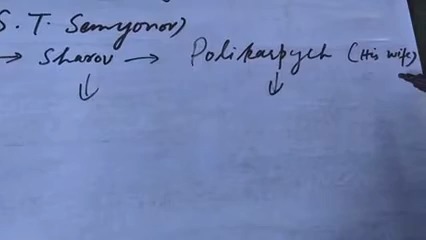 S. T. Semyonov)
→ Sharov → Polikarpych (His wife)
↓ ↓